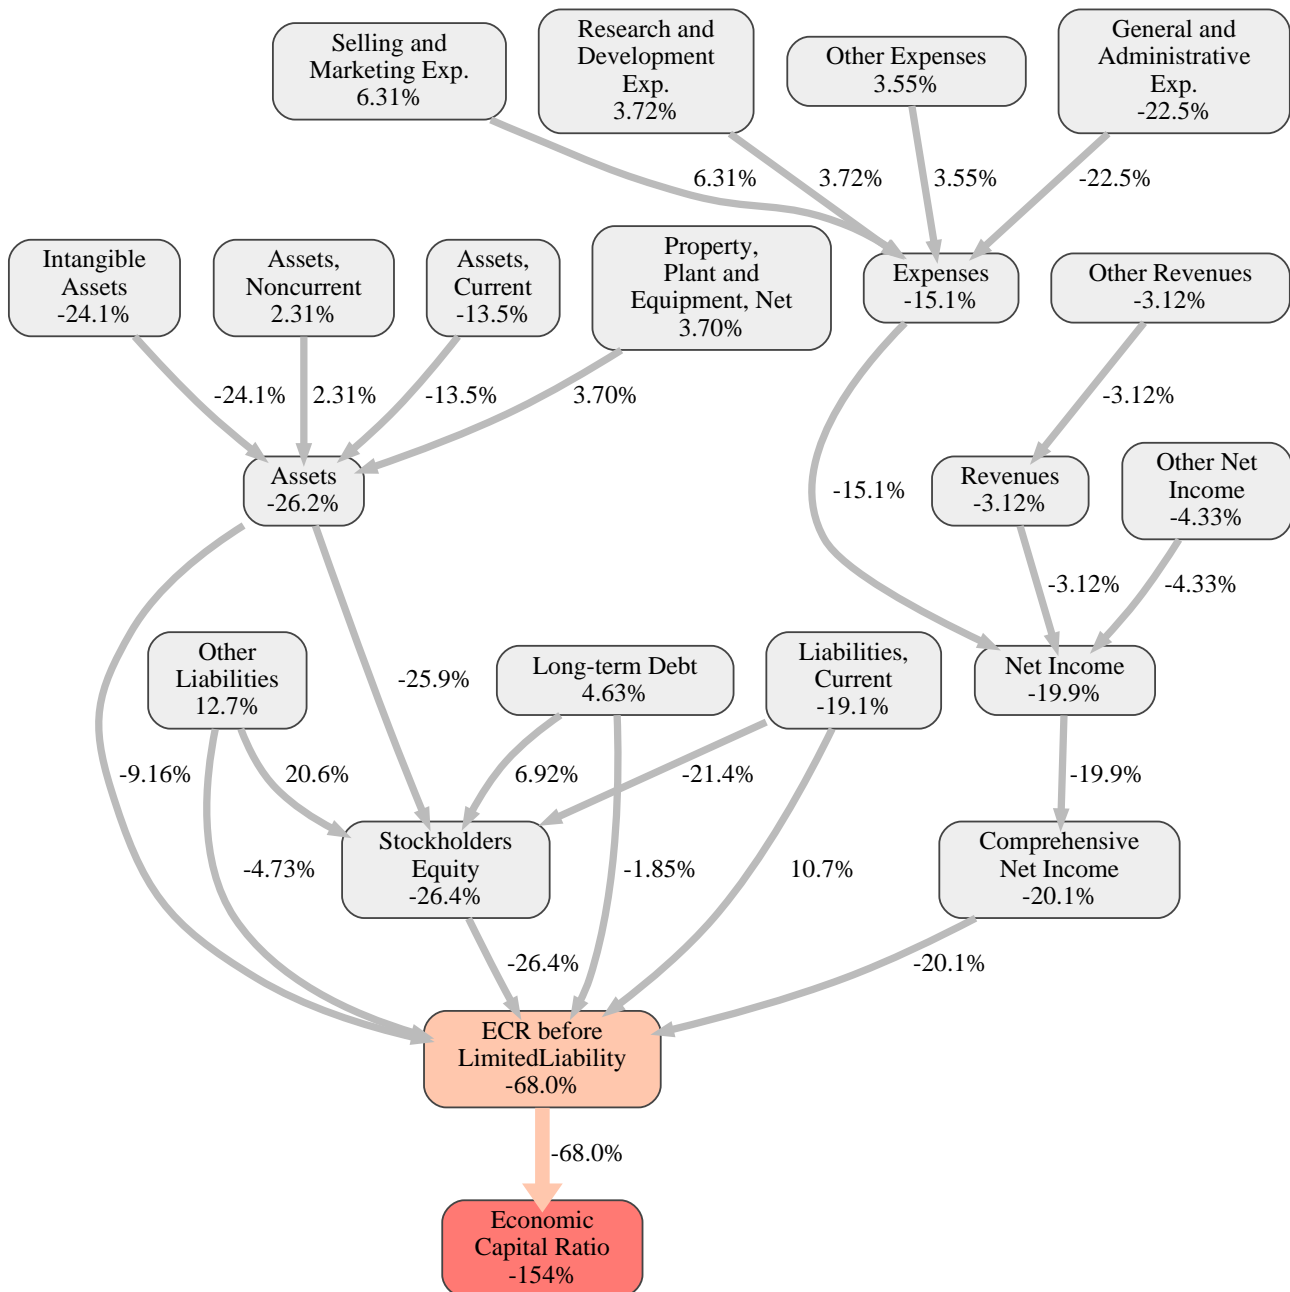 Selling and
Marketing Exp.
6.31%
Research and
Development
Exp.
3.72%
Other Expenses
3.55%
General and
Administrative
Exp.
-22.5%
6.31%
3.72%
3.55%
-22.5%
Intangible
Assets
-24.1%
Assets,
Noncurrent
2.31%
Assets,
Current
-13.5%
Property,
Plant and
Equipment, Net
3.70%
Expenses
-15.1%
Other Revenues
-3.12%
-24.1%
2.31%
-13.5%
3.70%
-3.12%
Assets
-26.2%
-15.1%
Revenues
-3.12%
Other Net
Income
-4.33%
-3.12%
-4.33%
Other
Liabilities
12.7%
-25.9%
Long-term Debt
4.63%
Liabilities,
Current
-19.1%
Net Income
-19.9%
-9.16%
20.6%
6.92%
-21.4%
-19.9%
-4.73%
Stockholders
Equity
-26.4%
-1.85%
10.7%
Comprehensive
Net Income
-20.1%
-26.4%
-20.1%
ECR before
LimitedLiability
-68.0%
-68.0%
Economic
Capital Ratio
-154%